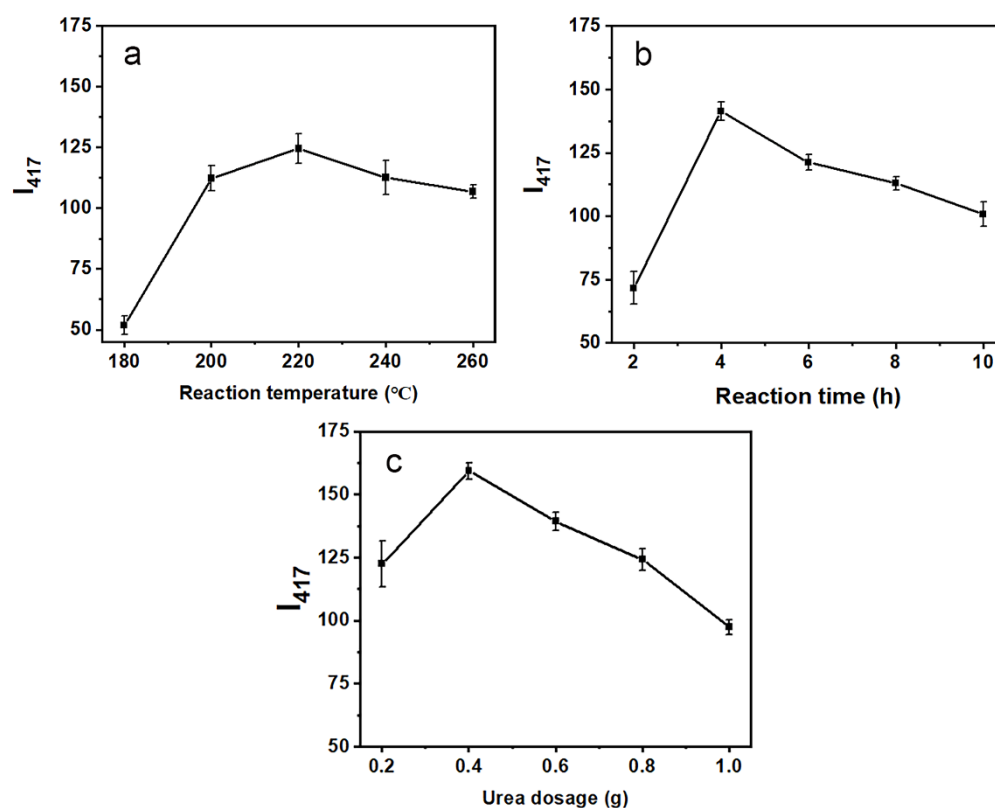 a
175
150
125
100
75
50
I417
180 200 220 240 260
Reaction temperature (℃)
b
175
150
125
100
75
50
I417
2 4 6 8 10
Reaction time (h)
c
175
150
125
100
75
50
I417
0.2 0.4 0.6 0.8 1.0
Urea dosage (g)